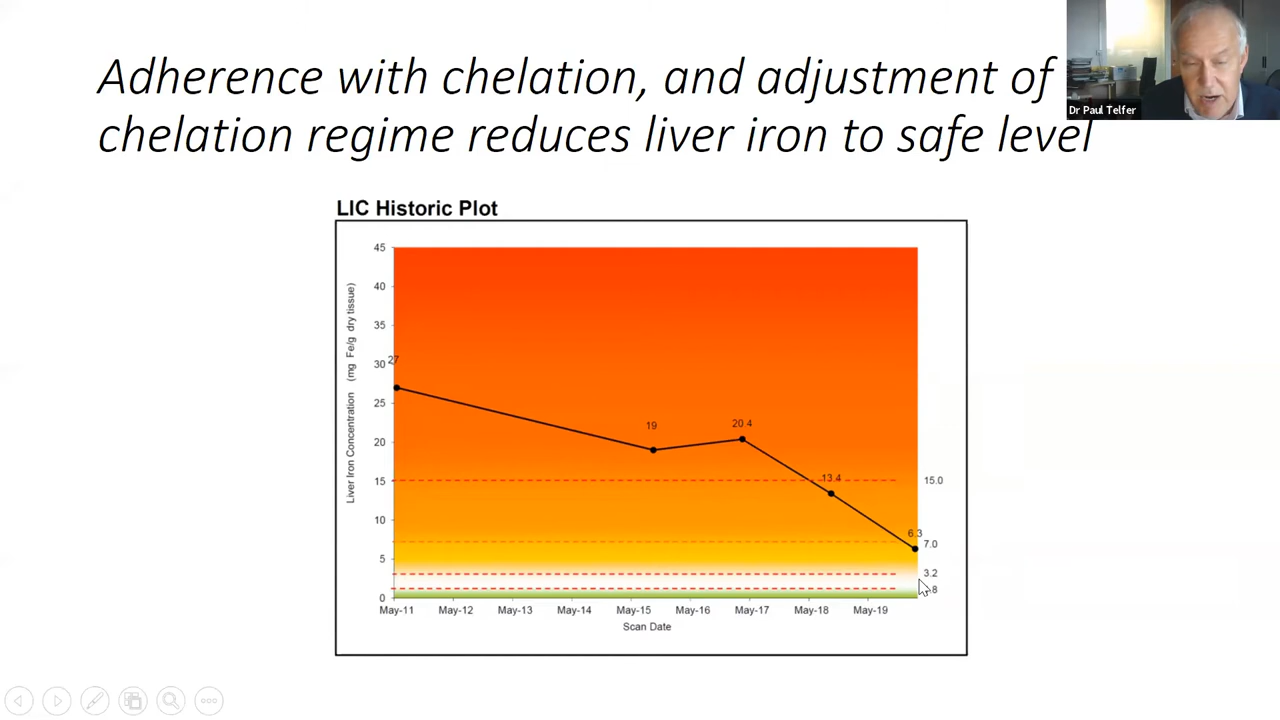 Adherence with chelation, and adjustment of
chelation regime reduces liver iron to safe level
Dr Paul Telfer
LIC Historic Plot
Liver Iron Concentration (mg Fe/g dry tissue)
45
40
35
30
25
20
15
10
5
0
27
19
20.4
13.4
6.3
15.0
7.0
3.2
May-11 May-12 May-13 May-14 May-15 May-16 May-17 May-18 May-19
Scan Date